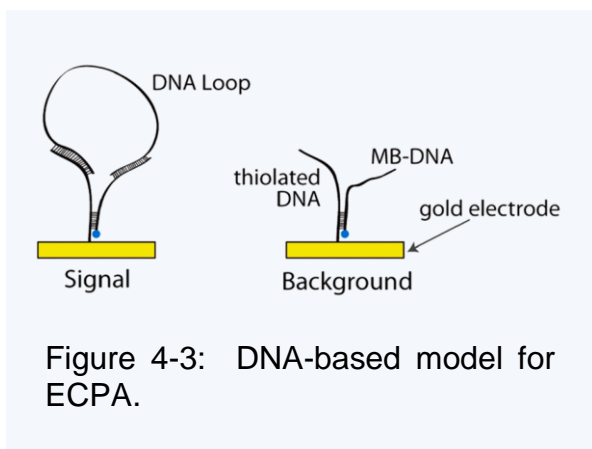 DNA Loop
MB-DNA
thiolated
DNA
gold electrode
Signal
Background
Figure 4-3: DNA-based model for
ECPA.